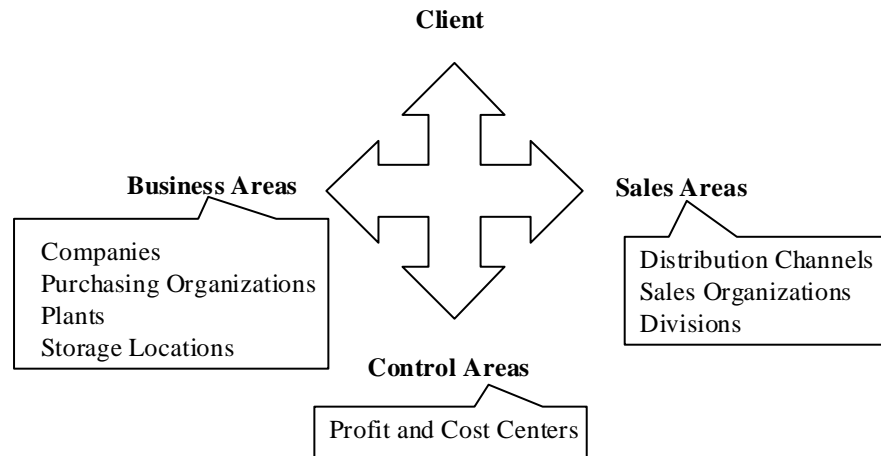 Client
Business Areas
Companies
Purchasing Organizations
Plants
Storage Locations
Sales Areas
Distribution Channels
Sales Organizations
Divisions
Control Areas
Profit and Cost Centers